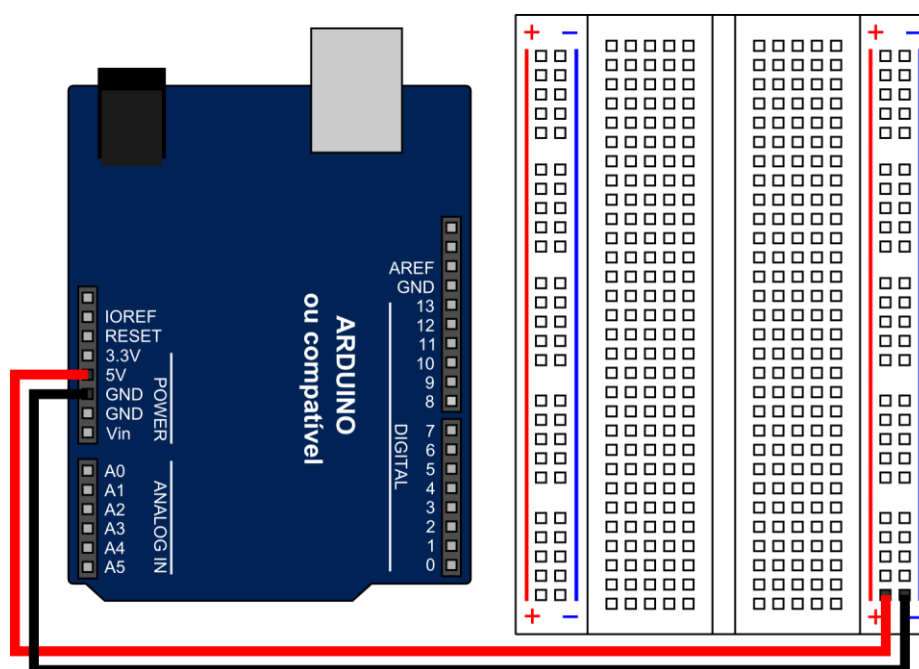 + − + −
AREF
GND
13
12
11
10
9
8
7
6
5
4
3
2
1
0
DIGITAL
ARDUINO
ou compatível
IOREF
RESET
3.3V
5V
GND
GND
Vin
POWER
A0
A1
A2
A3
A4
A5
ANALOG IN
+ − + −